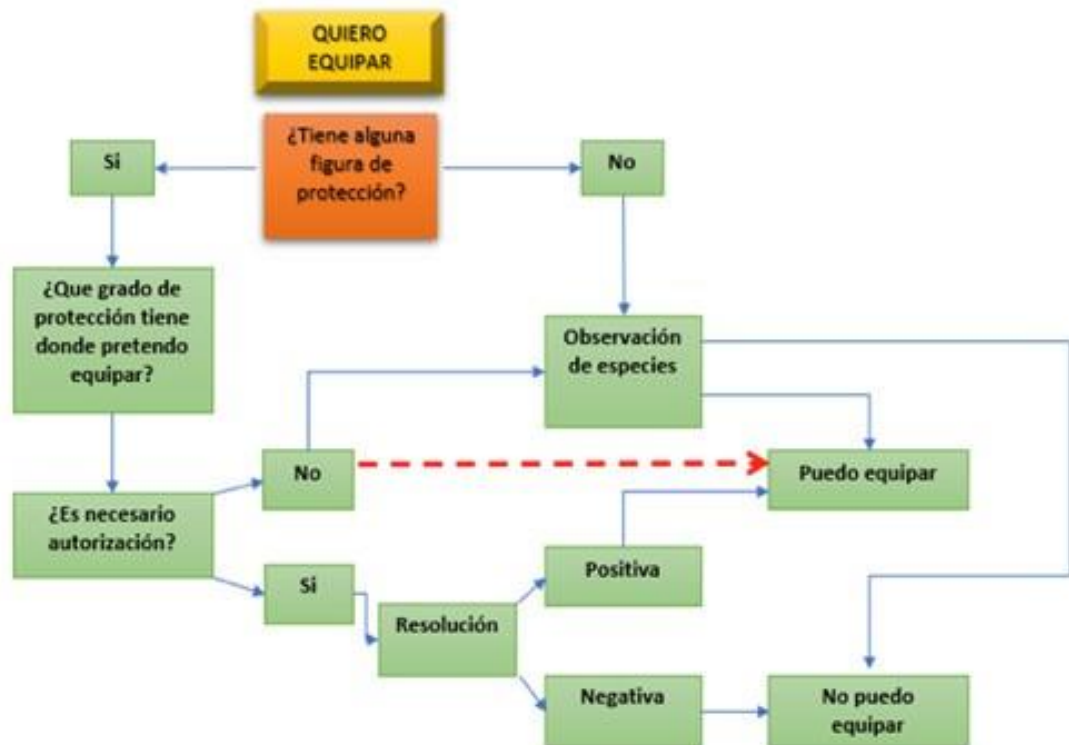 QUIERO
EQUIPAR
¿Tiene alguna
figura de
protección?
Si
No
¿Que grado de
protección tiene
donde pretendo
equipar?
Observación
de especies
No
Puedo equipar
¿Es necesario
autorización?
Si
Positiva
Resolución
Negativa
No puedo
equipar